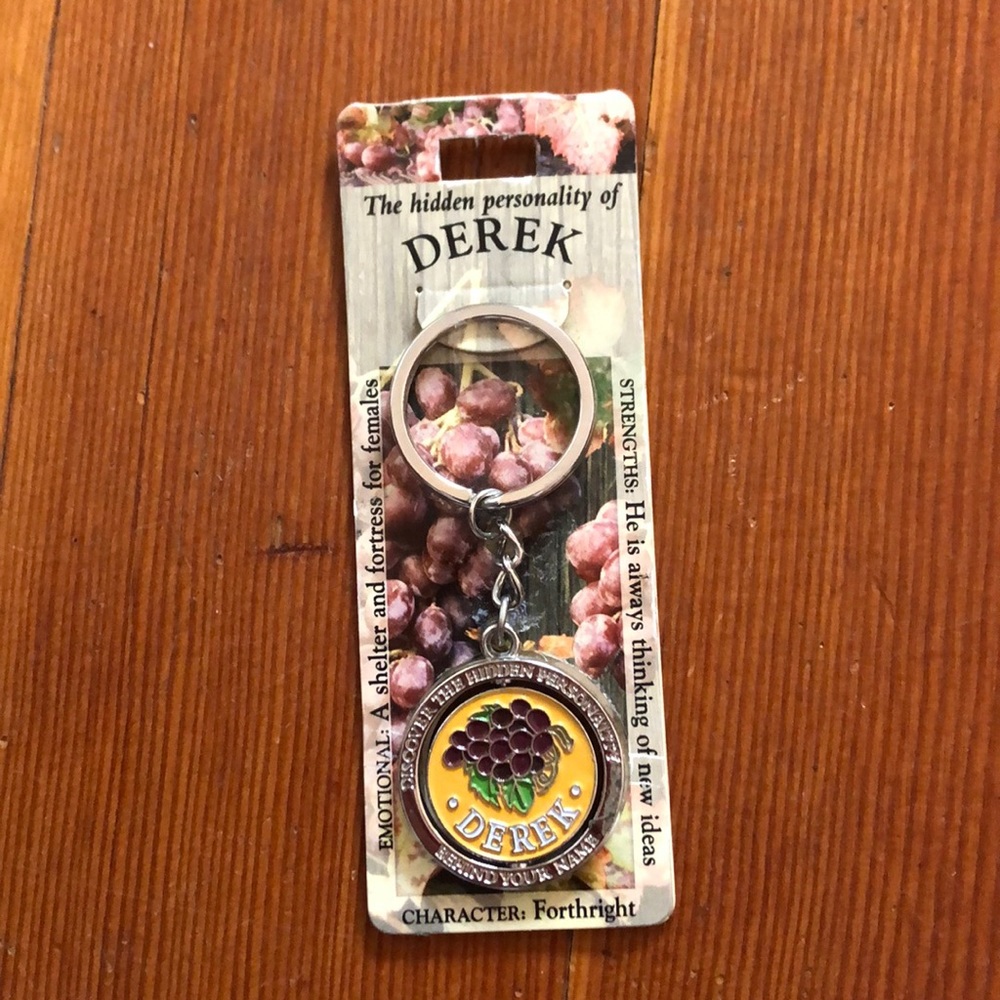 The hidden personality of
DEREK
EMOTIONAL: A shelter and fortress for females
STRENGTHS: He is always thinking of new ideas
DISCOVER THE HIDDEN PERSONALITY
DEREK
BEHIND YOUR NAME
CHARACTER: Forthright